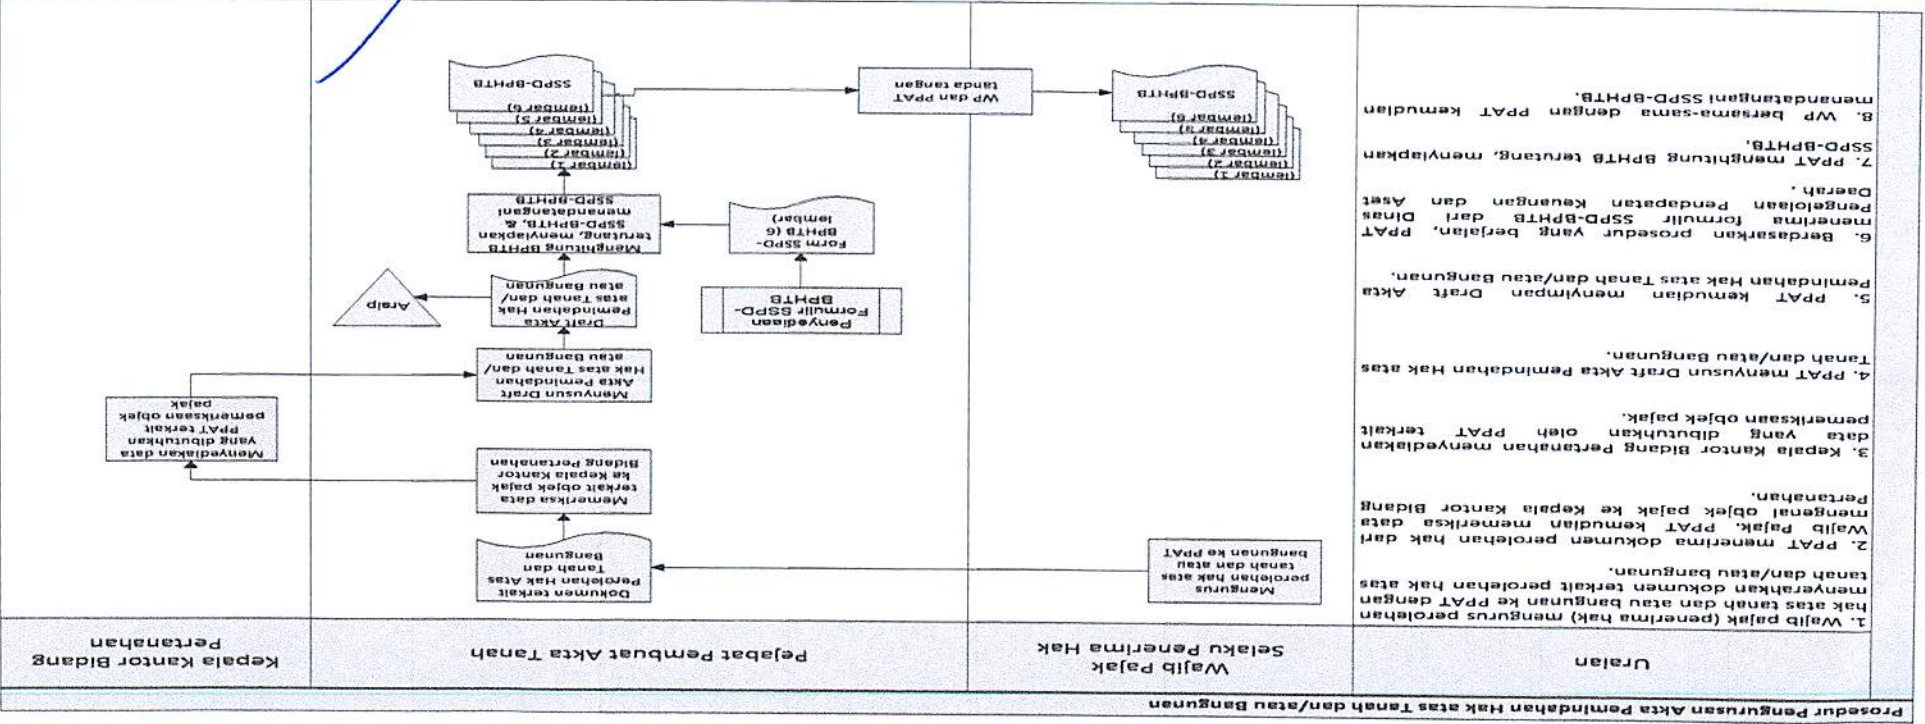 Prosedur Pengurusan Akta Pemindahan Hak atas Tanah dan/atau Bangunan
Uraian
Wajib Pajak
Selaku Penerima Hak
Pejabat Pembuat Akta Tanah
Kepala Kantor Bidang
Pertanahan
1. Wajib pajak (penerima hak) mengurus perolehan
hak atas tanah dan atau bangunan ke PPAT dengan
menyerahkan dokumen terkait perolehan hak atas
tanah dan/atau bangunan.
2. PPAT menerima dokumen perolehan hak dari
Wajib Pajak. PPAT kemudian memeriksa data
mengenai objek pajak ke Kepala Kantor Bidang
Pertanahan.
3. Kepala Kantor Bidang Pertanahan menyediakan
data yang dibutuhkan oleh PPAT terkait
pemeriksaan objek pajak.
4. PPAT menyusun Draft Akta Pemindahan Hak atas
Tanah dan/atau Bangunan.
5. PPAT kemudian menyimpan Draft Akta
Pemindahan Hak atas Tanah dan/atau Bangunan.
6. Berdasarkan prosedur yang berjalan, PPAT
menerima formulir SSPD-BPHTB dari Dinas
Pengelolaan Pendapatan Keuangan dan Aset
Daerah .
7. PPAT menghitung BPHTB terutang, menyiapkan
SSPD-BPHTB.
8. WP bersama-sama dengan PPAT kemudian
menandatangani SSPD-BPHTB.
Mengurus
perolehan hak atas
tanah dan atau
bangunan ke PPAT
Dokumen terkait
Perolehan Hak Atas
Tanah dan
Bangunan
Memeriksa data
terkait objek pajak
ke Kepala Kantor
Bidang Pertanahan
Menyediakan data
yang dibutuhkan
PPAT terkait
pemeriksaan objek
pajak
Menyusun Draft
Akta Pemindahan
Hak atas Tanah dan/
atau Bangunan
Draft Akta
Pemindahan Hak
atas Tanah dan/
atau Bangunan
Arsip
Penyediaan
Formulir SSPD-
BPHTB
Form SSPD-
BPHTB (6
lembar)
Menghitung BPHTB
terutang, menyiapkan
SSPD-BPHTB, &
menandatangani
SSPD-BPHTB
(lembar 1)
(lembar 2)
(lembar 3)
(lembar 4)
(lembar 5)
(lembar 6)
SSPD-BPHTB
WP dan PPAT
tanda tangan
(lembar 1)
(lembar 2)
(lembar 3)
(lembar 4)
(lembar 5)
(lembar 6)
SSPD-BPHTB